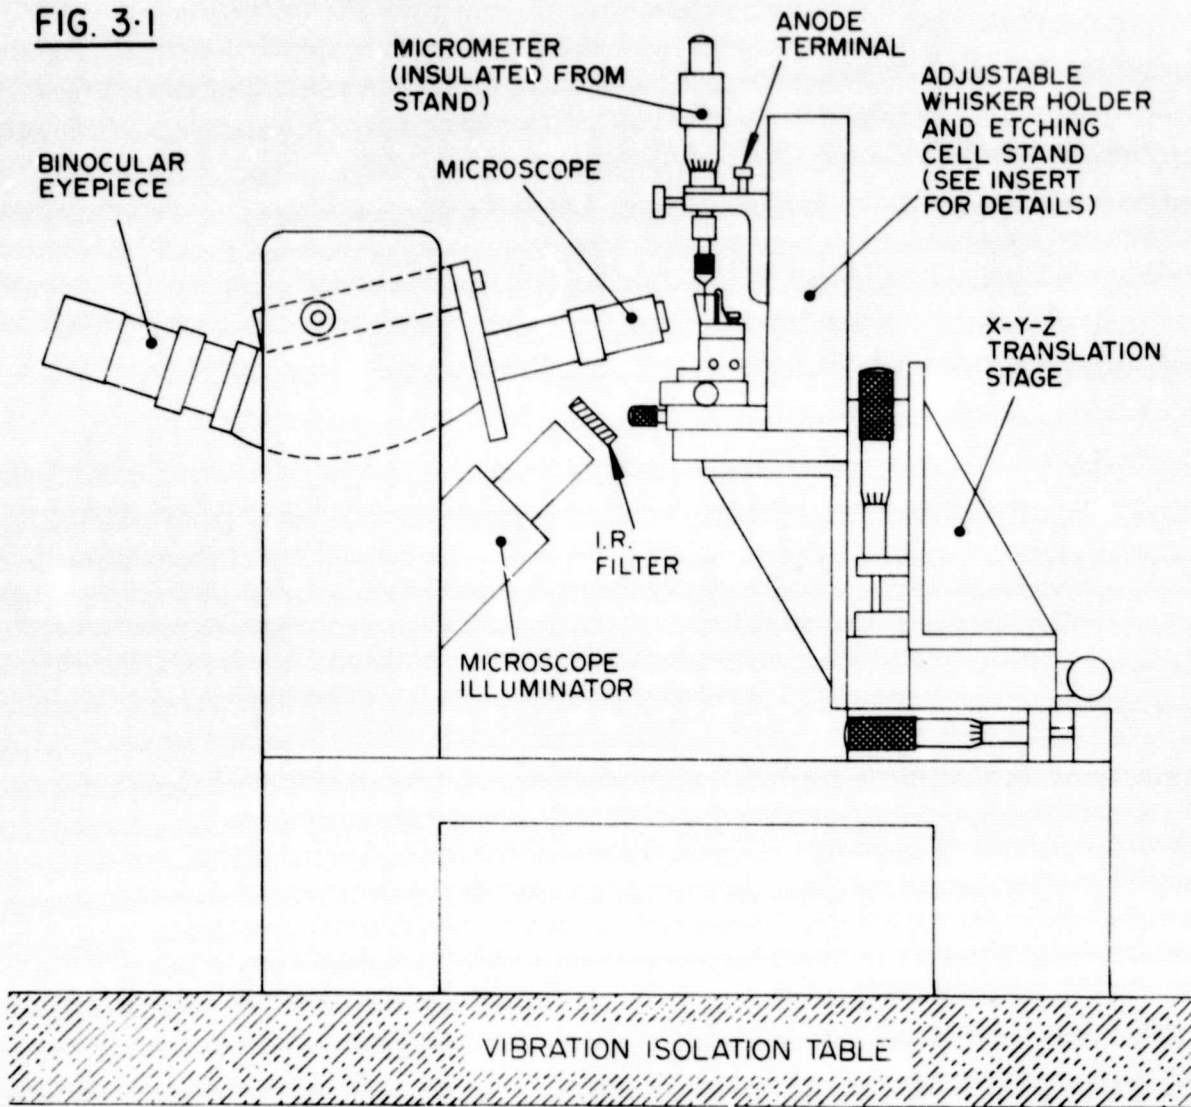 FIG. 3·1
MICROMETER
(INSULATED FROM
STAND)
ANODE
TERMINAL
ADJUSTABLE
WHISKER HOLDER
AND ETCHING
CELL STAND
(SEE INSERT
FOR DETAILS)
BINOCULAR
EYEPIECE
MICROSCOPE
X-Y-Z
TRANSLATION
STAGE
I.R.
FILTER
MICROSCOPE
ILLUMINATOR
VIBRATION ISOLATION TABLE